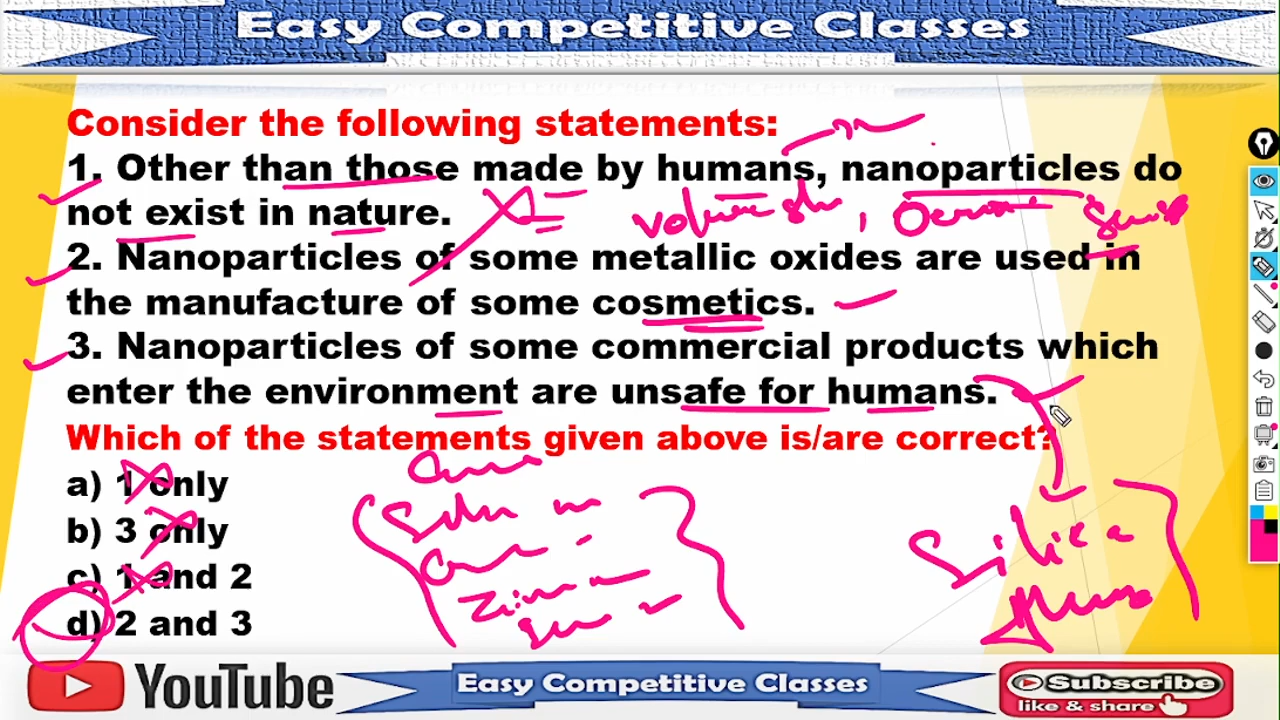 Easy Competitive Classes
Consider the following statements:
1. Other than those made by humans, nanoparticles do
not exist in nature.
2. Nanoparticles of some metallic oxides are used in
the manufacture of some cosmetics.
3. Nanoparticles of some commercial products which
enter the environment are unsafe for humans.
Which of the statements given above is/are correct?
a) 1 only
b) 3 only
c) 1 and 2
d) 2 and 3
Silica
YouTube
Easy Competitive Classes
Subscribe
like & share